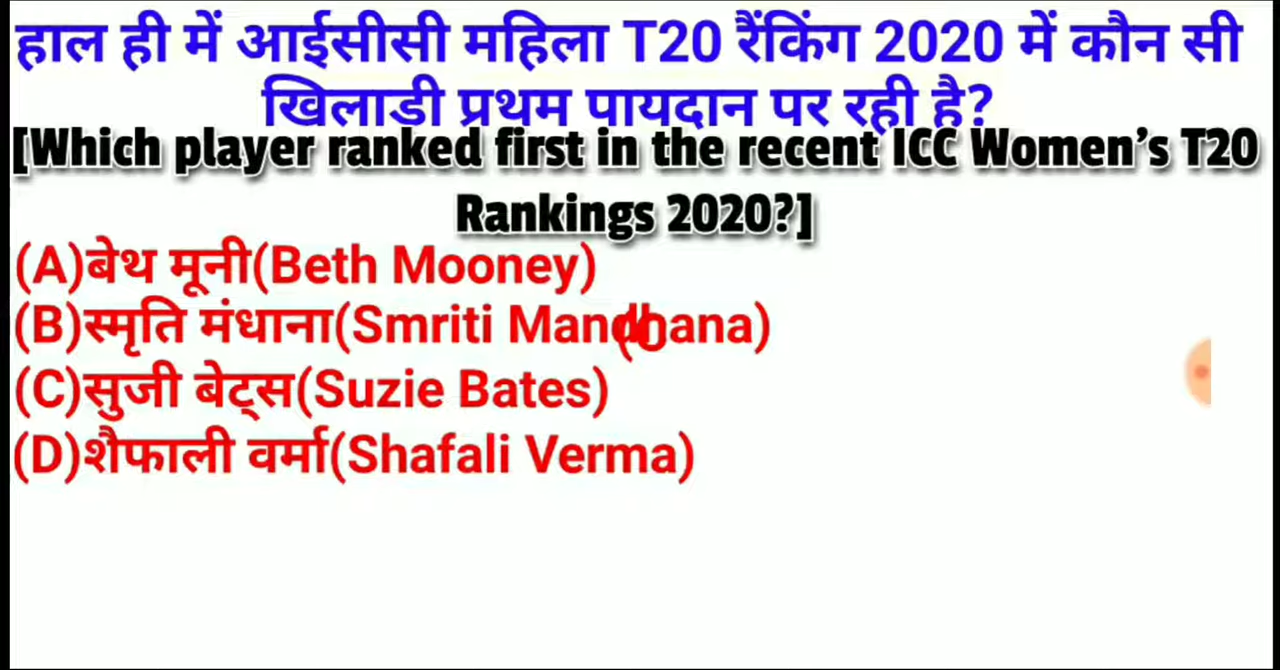 हाल ही में आईसीसी महिला T20 रैंकिंग 2020 में कौन सी
खिलाडी प्रथम पायदान पर रही है?
[Which player ranked first in the recent ICC Women's T20
Rankings 2020?]
(A)बेथ मूनी(Beth Mooney)
(B)स्मृति मंधाना(Smriti Mandhana)
(C)सुजी बेट्स(Suzie Bates)
(D)शैफाली वर्मा(Shafali Verma)